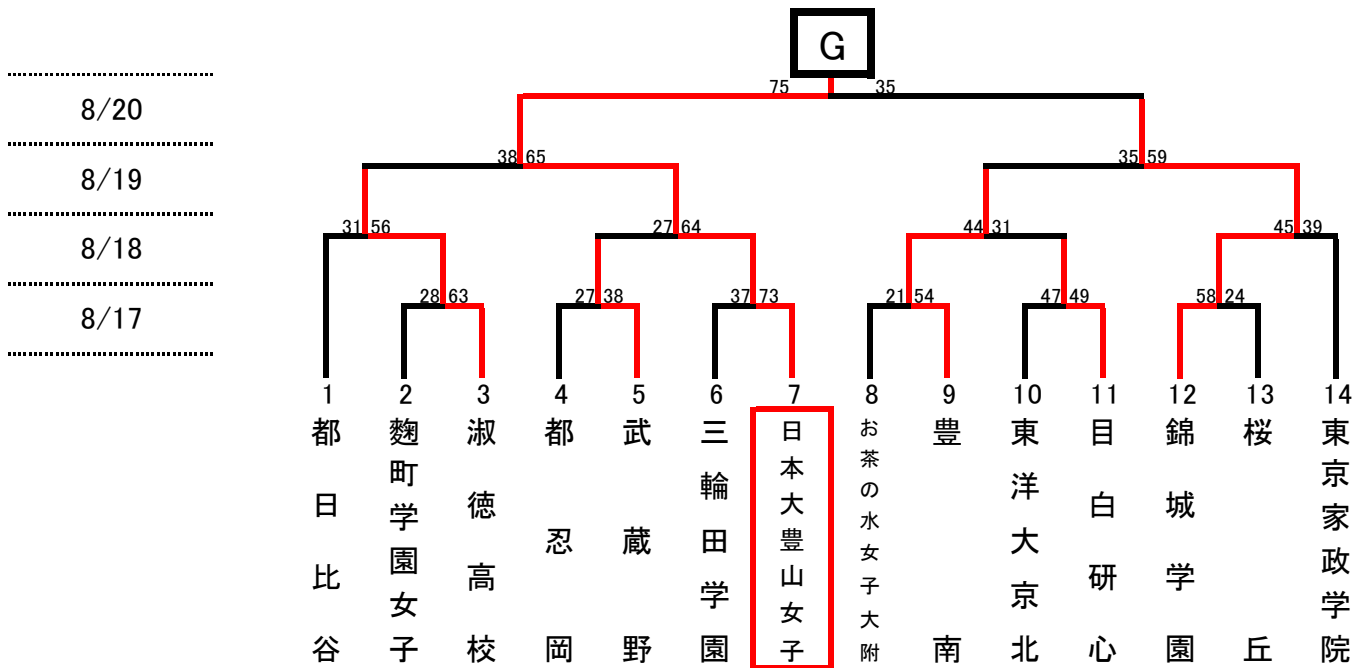 G
75 35
8/20
38 65
35 59
8/19
31 56
27 64
44 31
45 39
8/18
28 63
27 38
37 73
21 54
47 49
58 24
8/17
1 2 3 4 5 6 7 8 9 10 11 12 13 14
都日比谷
麴町学園女子
淑徳高校
都忍岡
武蔵野
三輪田学園
日本大豊山女子
お茶の水女子大附
豊南
東洋大京北
目白研心
錦城学園
桜丘
東京家政学院